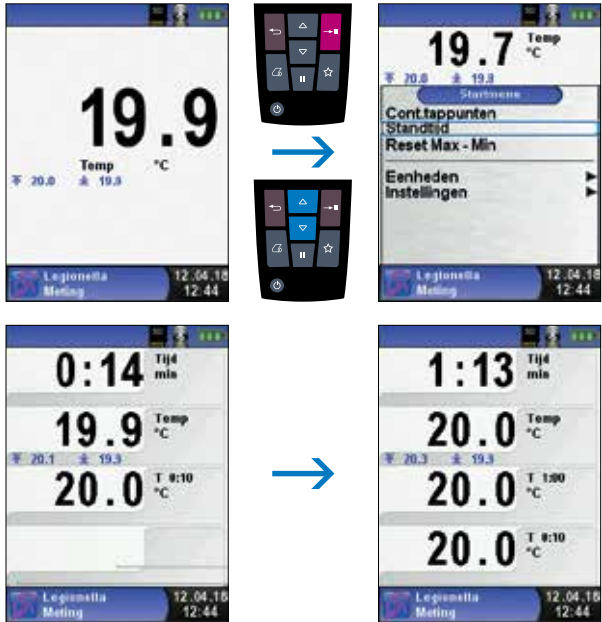 19.9
Temp °C
20.0 19.3
Legionella 12.04.18
Meting 12:44
19.7 Temp
°C
20.0 19.3
Startmenu
Cont.tappunten
Standtijd
Reset Max - Min
Eenheden
Instellingen
Legionella 12.04.18
Meting 12:44
0:14 Tijd
min
19.9 Temp
°C
20.1 19.3
20.0 T 0:10
°C
Legionella 12.04.18
Meting 12:44
1:13 Tijd
min
20.0 Temp
°C
20.3 19.3
20.0 T 1:00
°C
20.0 T 0:10
°C
Legionella 12.04.18
Meting 12:44